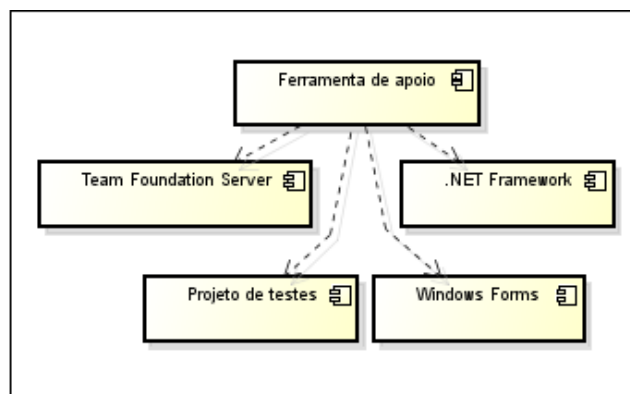 Ferramenta de apoio
Team Foundation Server
.NET Framework
Projeto de testes
Windows Forms